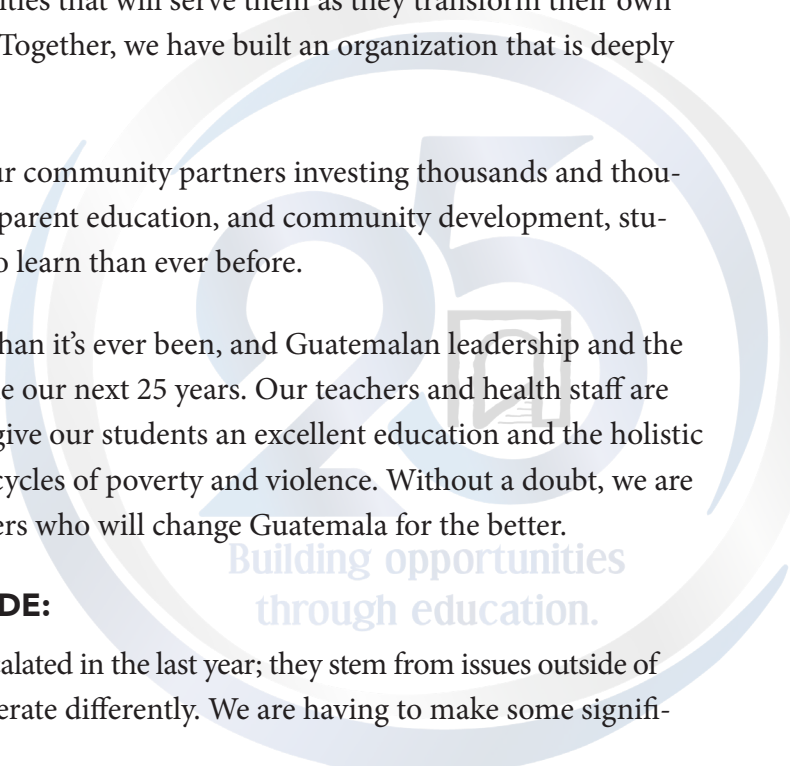 ities that will serve them as they transform their own
Together, we have built an organization that is deeply
ur community partners investing thousands and thou-
parent education, and community development, stu-
o learn than ever before.
han it’s ever been, and Guatemalan leadership and the
e our next 25 years. Our teachers and health staff are
give our students an excellent education and the holistic
cycles of poverty and violence. Without a doubt, we are
ers who will change Guatemala for the better.
25
Building opportunities
through education.
DE:
alated in the last year; they stem from issues outside of
erate differently. We are having to make some signifi-